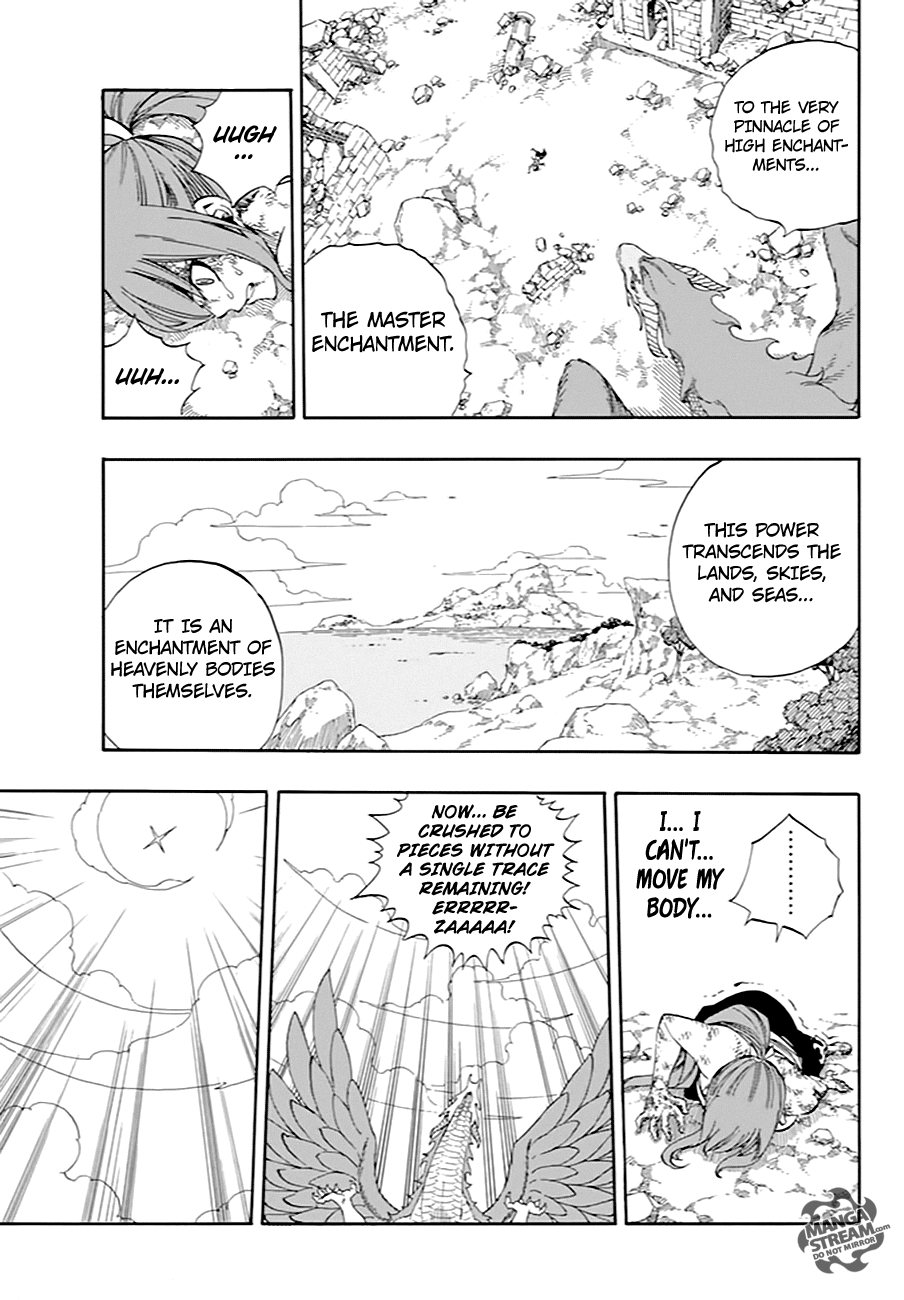 TO THE VERY
PINNACLE OF
HIGH ENCHANT-
MENTS...
THE MASTER
ENCHANTMENT.
UUGH
...
UUH...
THIS POWER
TRANSCENDS THE
LANDS, SKIES,
AND SEAS...
IT IS AN
ENCHANTMENT OF
HEAVENLY BODIES
THEMSELVES.
.........
I... I
CAN'T...
MOVE MY
BODY...
NOW... BE
CRUSHED TO
PIECES WITHOUT
A SINGLE TRACE
REMAINING!
ERRRRR-
ZAAAAA!
MANGA
STREAM.com
DO NOT MIRROR